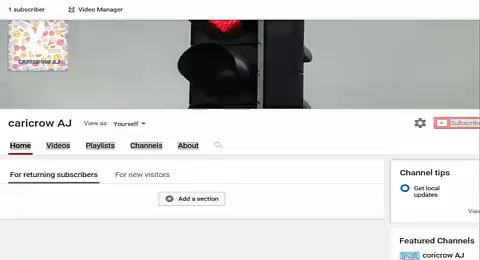 1 subscriber Video Manager
CARICROW AJ
caricrow AJ View as: Yourself Subscribe
Home Videos Playlists Channels About
For returning subscribers For new visitors
Add a section
Channel tips
Get local
updates
View
Featured Channels
caricrow AJ